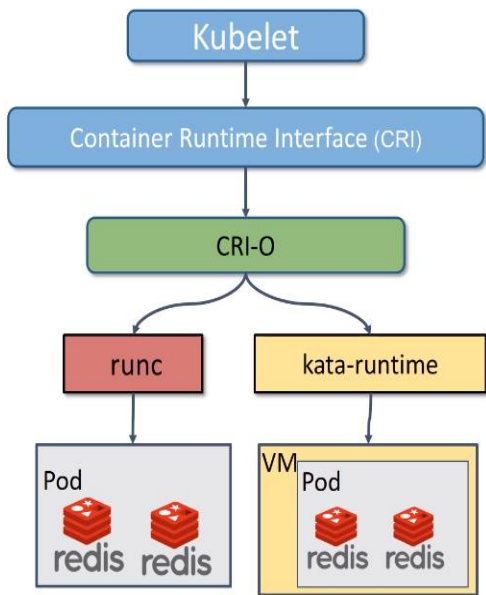 Kubelet
Container Runtime Interface (CRI)
CRI-O
runc
kata-runtime
Pod
redis
redis
VM
Pod
redis
redis